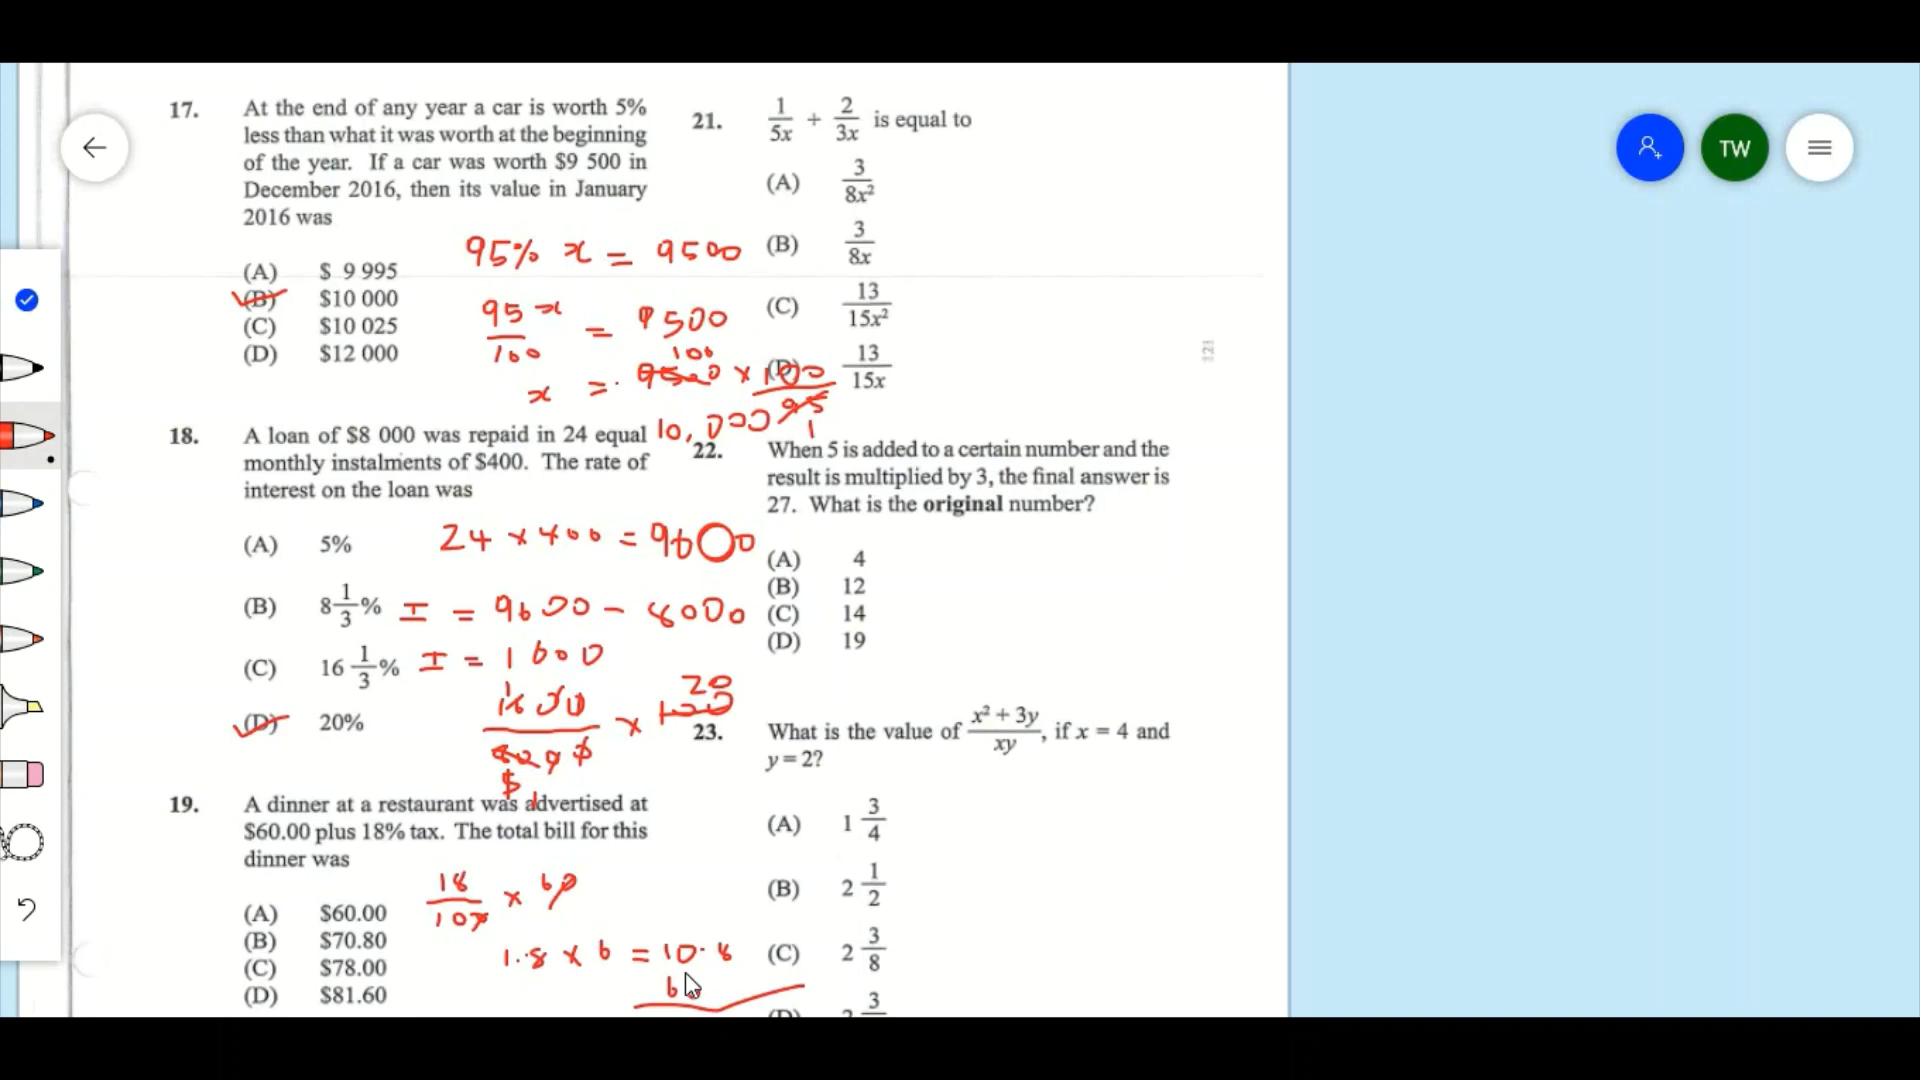 17. At the end of any year a car is worth 5%
less than what it was worth at the beginning
of the year. If a car was worth $9 500 in
December 2016, then its value in January
2016 was
(A) $ 9 995
(B) $10 000
(C) $10 025
(D) $12 000
95% x = 9500
95 x / 100 = 9500
x = 9500 x 100 / 95
100
1
10,000
18. A loan of $8 000 was repaid in 24 equal
monthly instalments of $400. The rate of
interest on the loan was
(A) 5%
(B) 8 1/3 %
(C) 16 1/3 %
(D) 20%
24 x 400 = 9600
I = 9600 - 8000
I = 1600
1600 / 8000 x 100
20
19. A dinner at a restaurant was advertised at
$60.00 plus 18% tax. The total bill for this
dinner was
(A) $60.00
(B) $70.80
(C) $78.00
(D) $81.60
18 / 100 x 60
1.8 x 6 = 10.8
21. 1/5x + 2/3x is equal to
(A) 3/8x²
(B) 3/8x
(C) 13/15x²
(D) 13/15x
22. When 5 is added to a certain number and the
result is multiplied by 3, the final answer is
27. What is the original number?
(A) 4
(B) 12
(C) 14
(D) 19
23. What is the value of x² + 3y / xy, if x = 4 and
y = 2?
(A) 1 3/4
(B) 2 1/2
(C) 2 3/8
TW